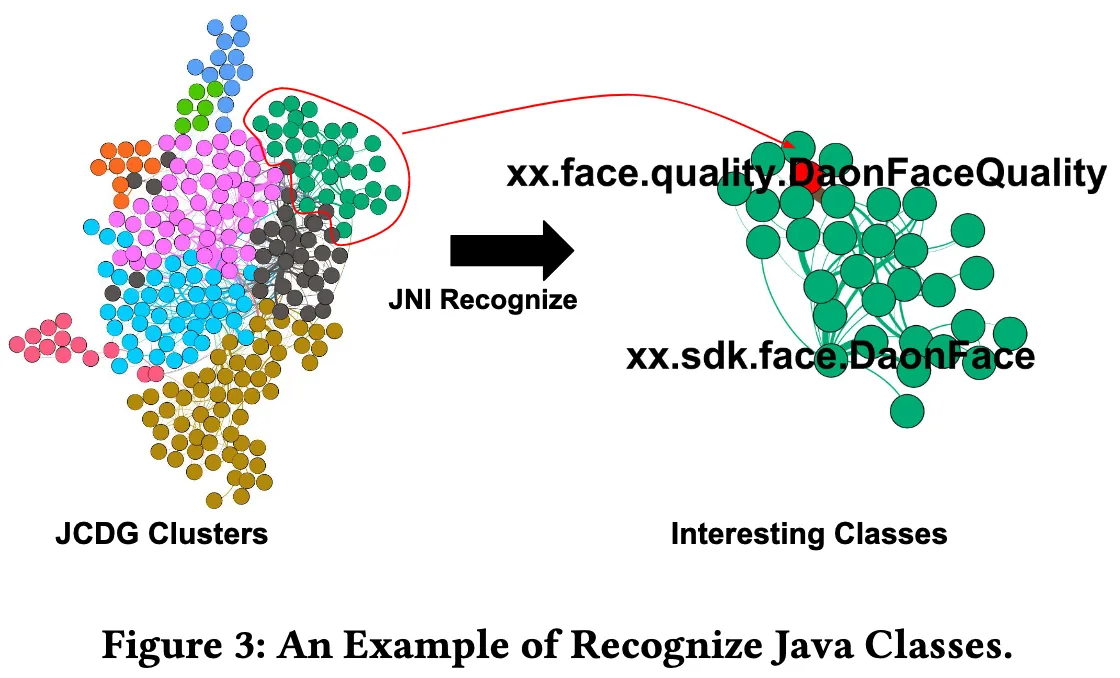 xx.face.quality.DaonFaceQuality
JNI Recognize
xx.sdk.face.DaonFace
JCDG Clusters
Interesting Classes
Figure 3: An Example of Recognize Java Classes.